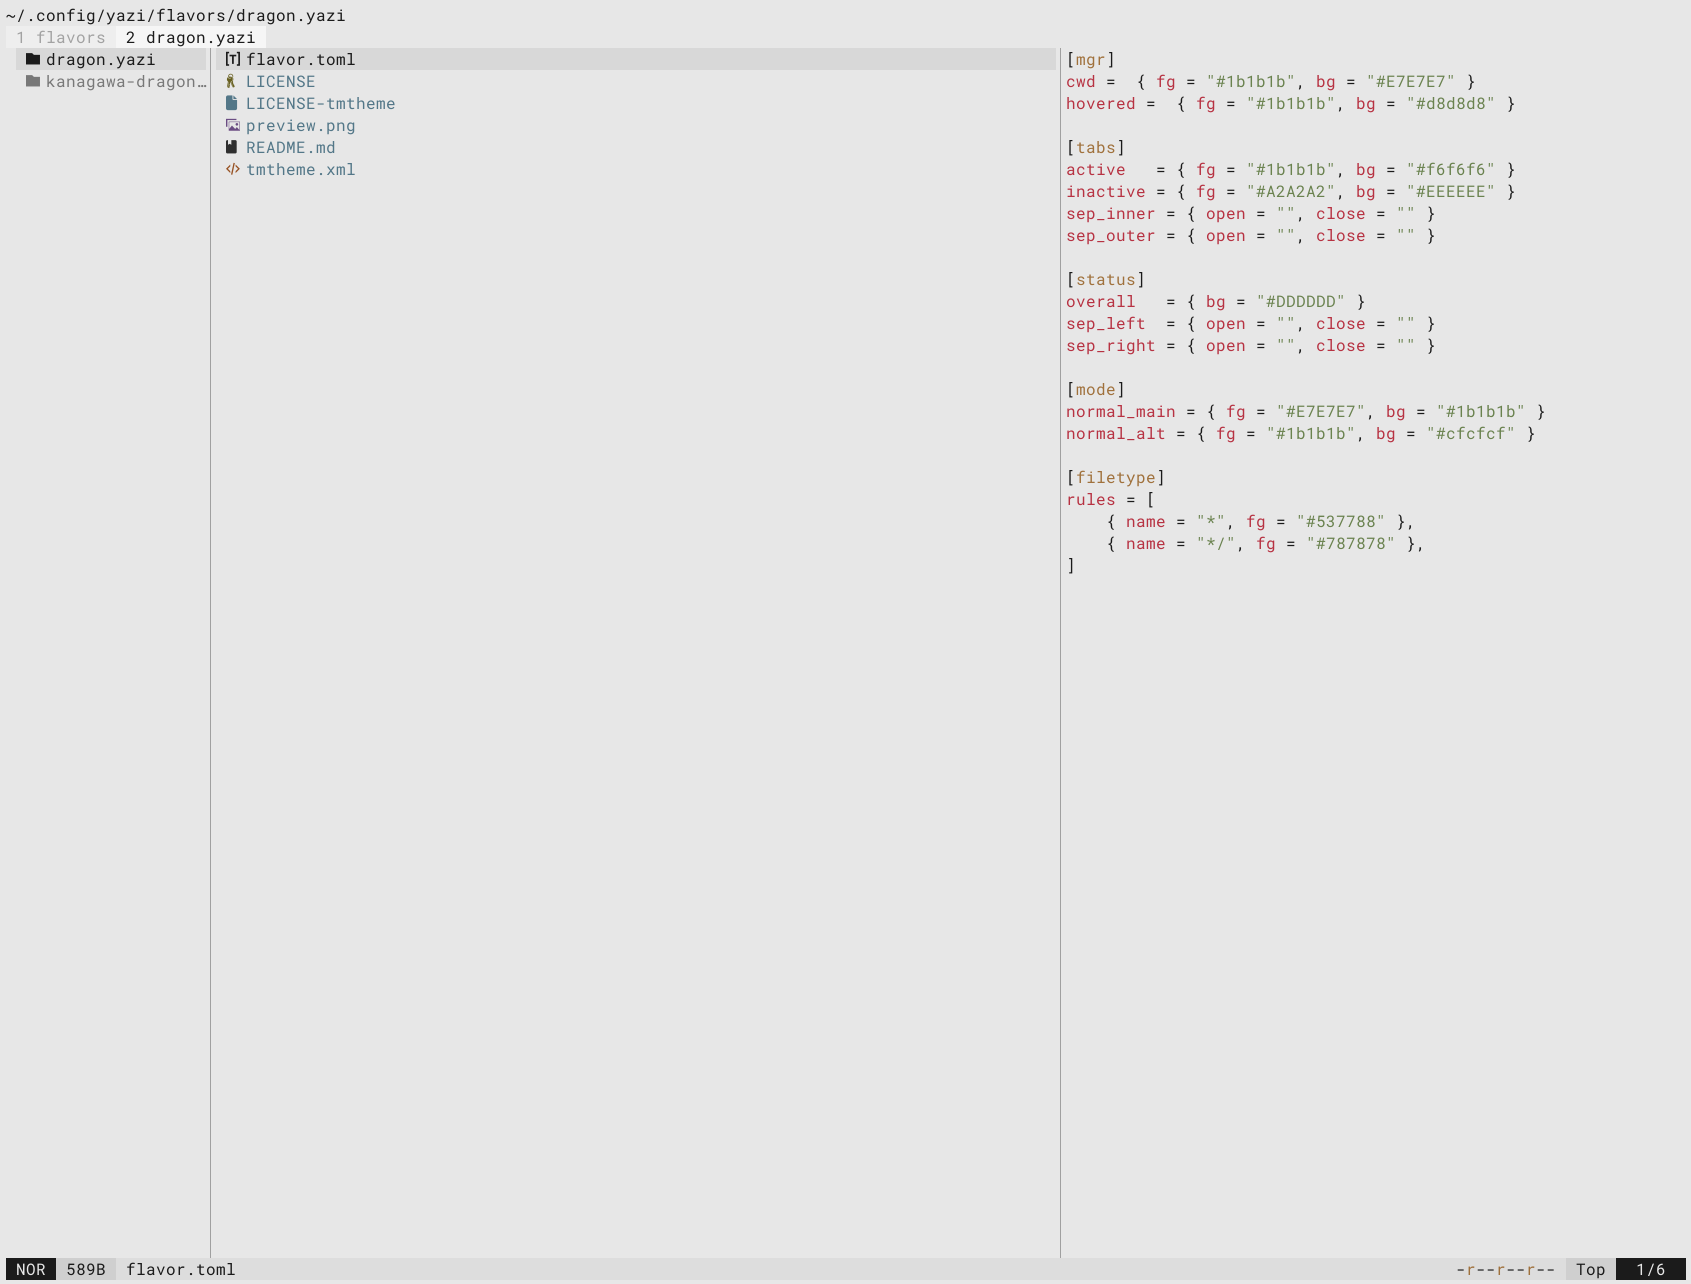 ~/.config/yazi/flavors/dragon.yazi
1 flavors 2 dragon.yazi
dragon.yazi
kanagawa-dragon…
[T] flavor.toml
LICENSE
LICENSE-tmtheme
preview.png
README.md
tmtheme.xml
[mgr]
cwd =  { fg = "#1b1b1b", bg = "#E7E7E7" }
hovered =  { fg = "#1b1b1b", bg = "#d8d8d8" }
[tabs]
active   = { fg = "#1b1b1b", bg = "#f6f6f6" }
inactive = { fg = "#A2A2A2", bg = "#EEEEEE" }
sep_inner = { open = "", close = "" }
sep_outer = { open = "", close = "" }
[status]
overall   = { bg = "#DDDDDD" }
sep_left  = { open = "", close = "" }
sep_right = { open = "", close = "" }
[mode]
normal_main = { fg = "#E7E7E7", bg = "#1b1b1b" }
normal_alt = { fg = "#1b1b1b", bg = "#cfcfcf" }
[filetype]
rules = [
    { name = "*", fg = "#537788" },
    { name = "*/", fg = "#787878" },
]
NOR 589B flavor.toml -r--r--r-- Top 1/6